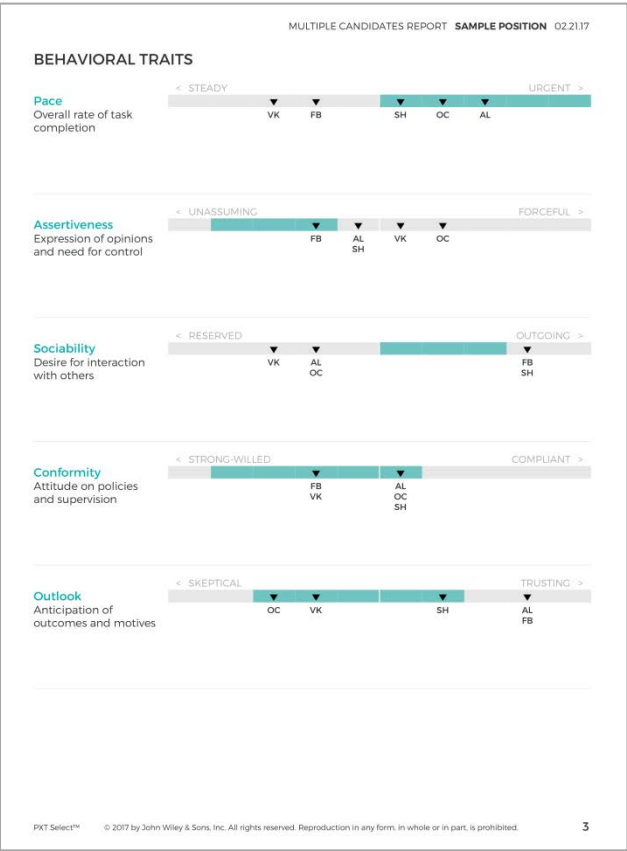 MULTIPLE CANDIDATES REPORT SAMPLE POSITION 02.21.17
BEHAVIORAL TRAITS
< STEADY URGENT >
Pace
Overall rate of task
completion
VK FB SH OC AL
< UNASSUMING FORCEFUL >
Assertiveness
Expression of opinions
and need for control
FB AL VK OC
SH
< RESERVED OUTGOING >
Sociability
Desire for interaction
with others
VK AL FB
OC SH
< STRONG-WILLED COMPLIANT >
Conformity
Attitude on policies
and supervision
FB AL
VK OC
SH
< SKEPTICAL TRUSTING >
Outlook
Anticipation of
outcomes and motives
OC VK SH AL
FB
PXT Select™ © 2017 by John Wiley & Sons, Inc. All rights reserved. Reproduction in any form, in whole or in part, is prohibited. 3